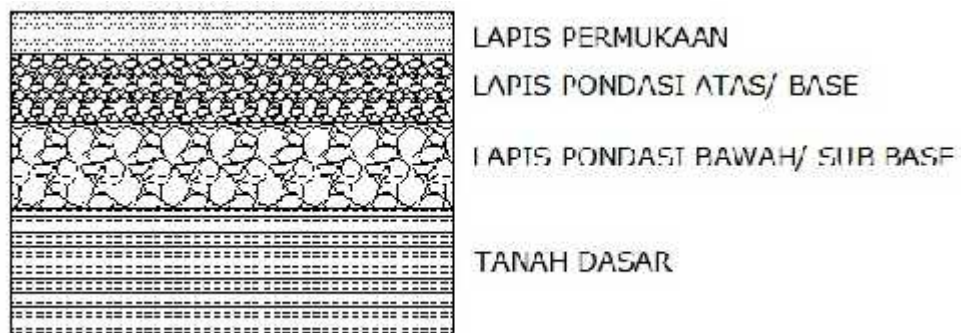 LAPIS PERMUKAAN
LAPIS PONDASI ATAS/ BASE
LAPIS PONDASI BAWAH/ SUB BASE
TANAH DASAR